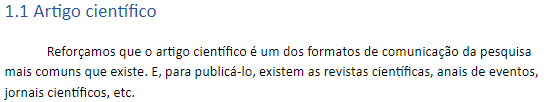 1.1 Artigo científico
Reforçamos que o artigo científico é um dos formatos de comunicação da pesquisa
mais comuns que existe. E, para publicá-lo, existem as revistas científicas, anais de eventos,
jornais científicos, etc.